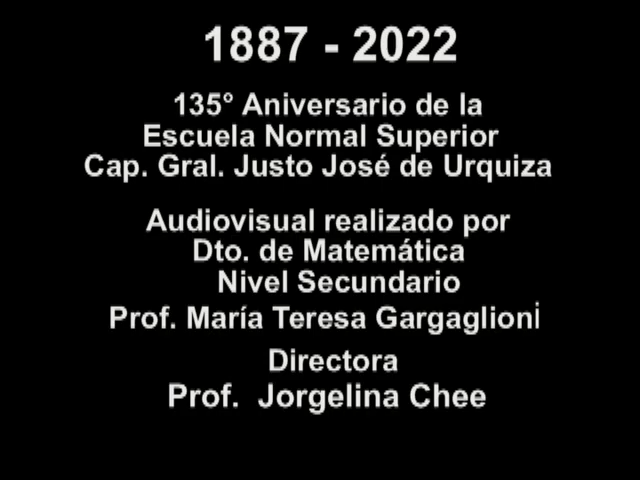 1887 - 2022
135° Aniversario de la
Escuela Normal Superior
Cap. Gral. Justo José de Urquiza
Audiovisual realizado por
Dto. de Matemática
Nivel Secundario
Prof. María Teresa Gargaglioni
Directora
Prof. Jorgelina Chee